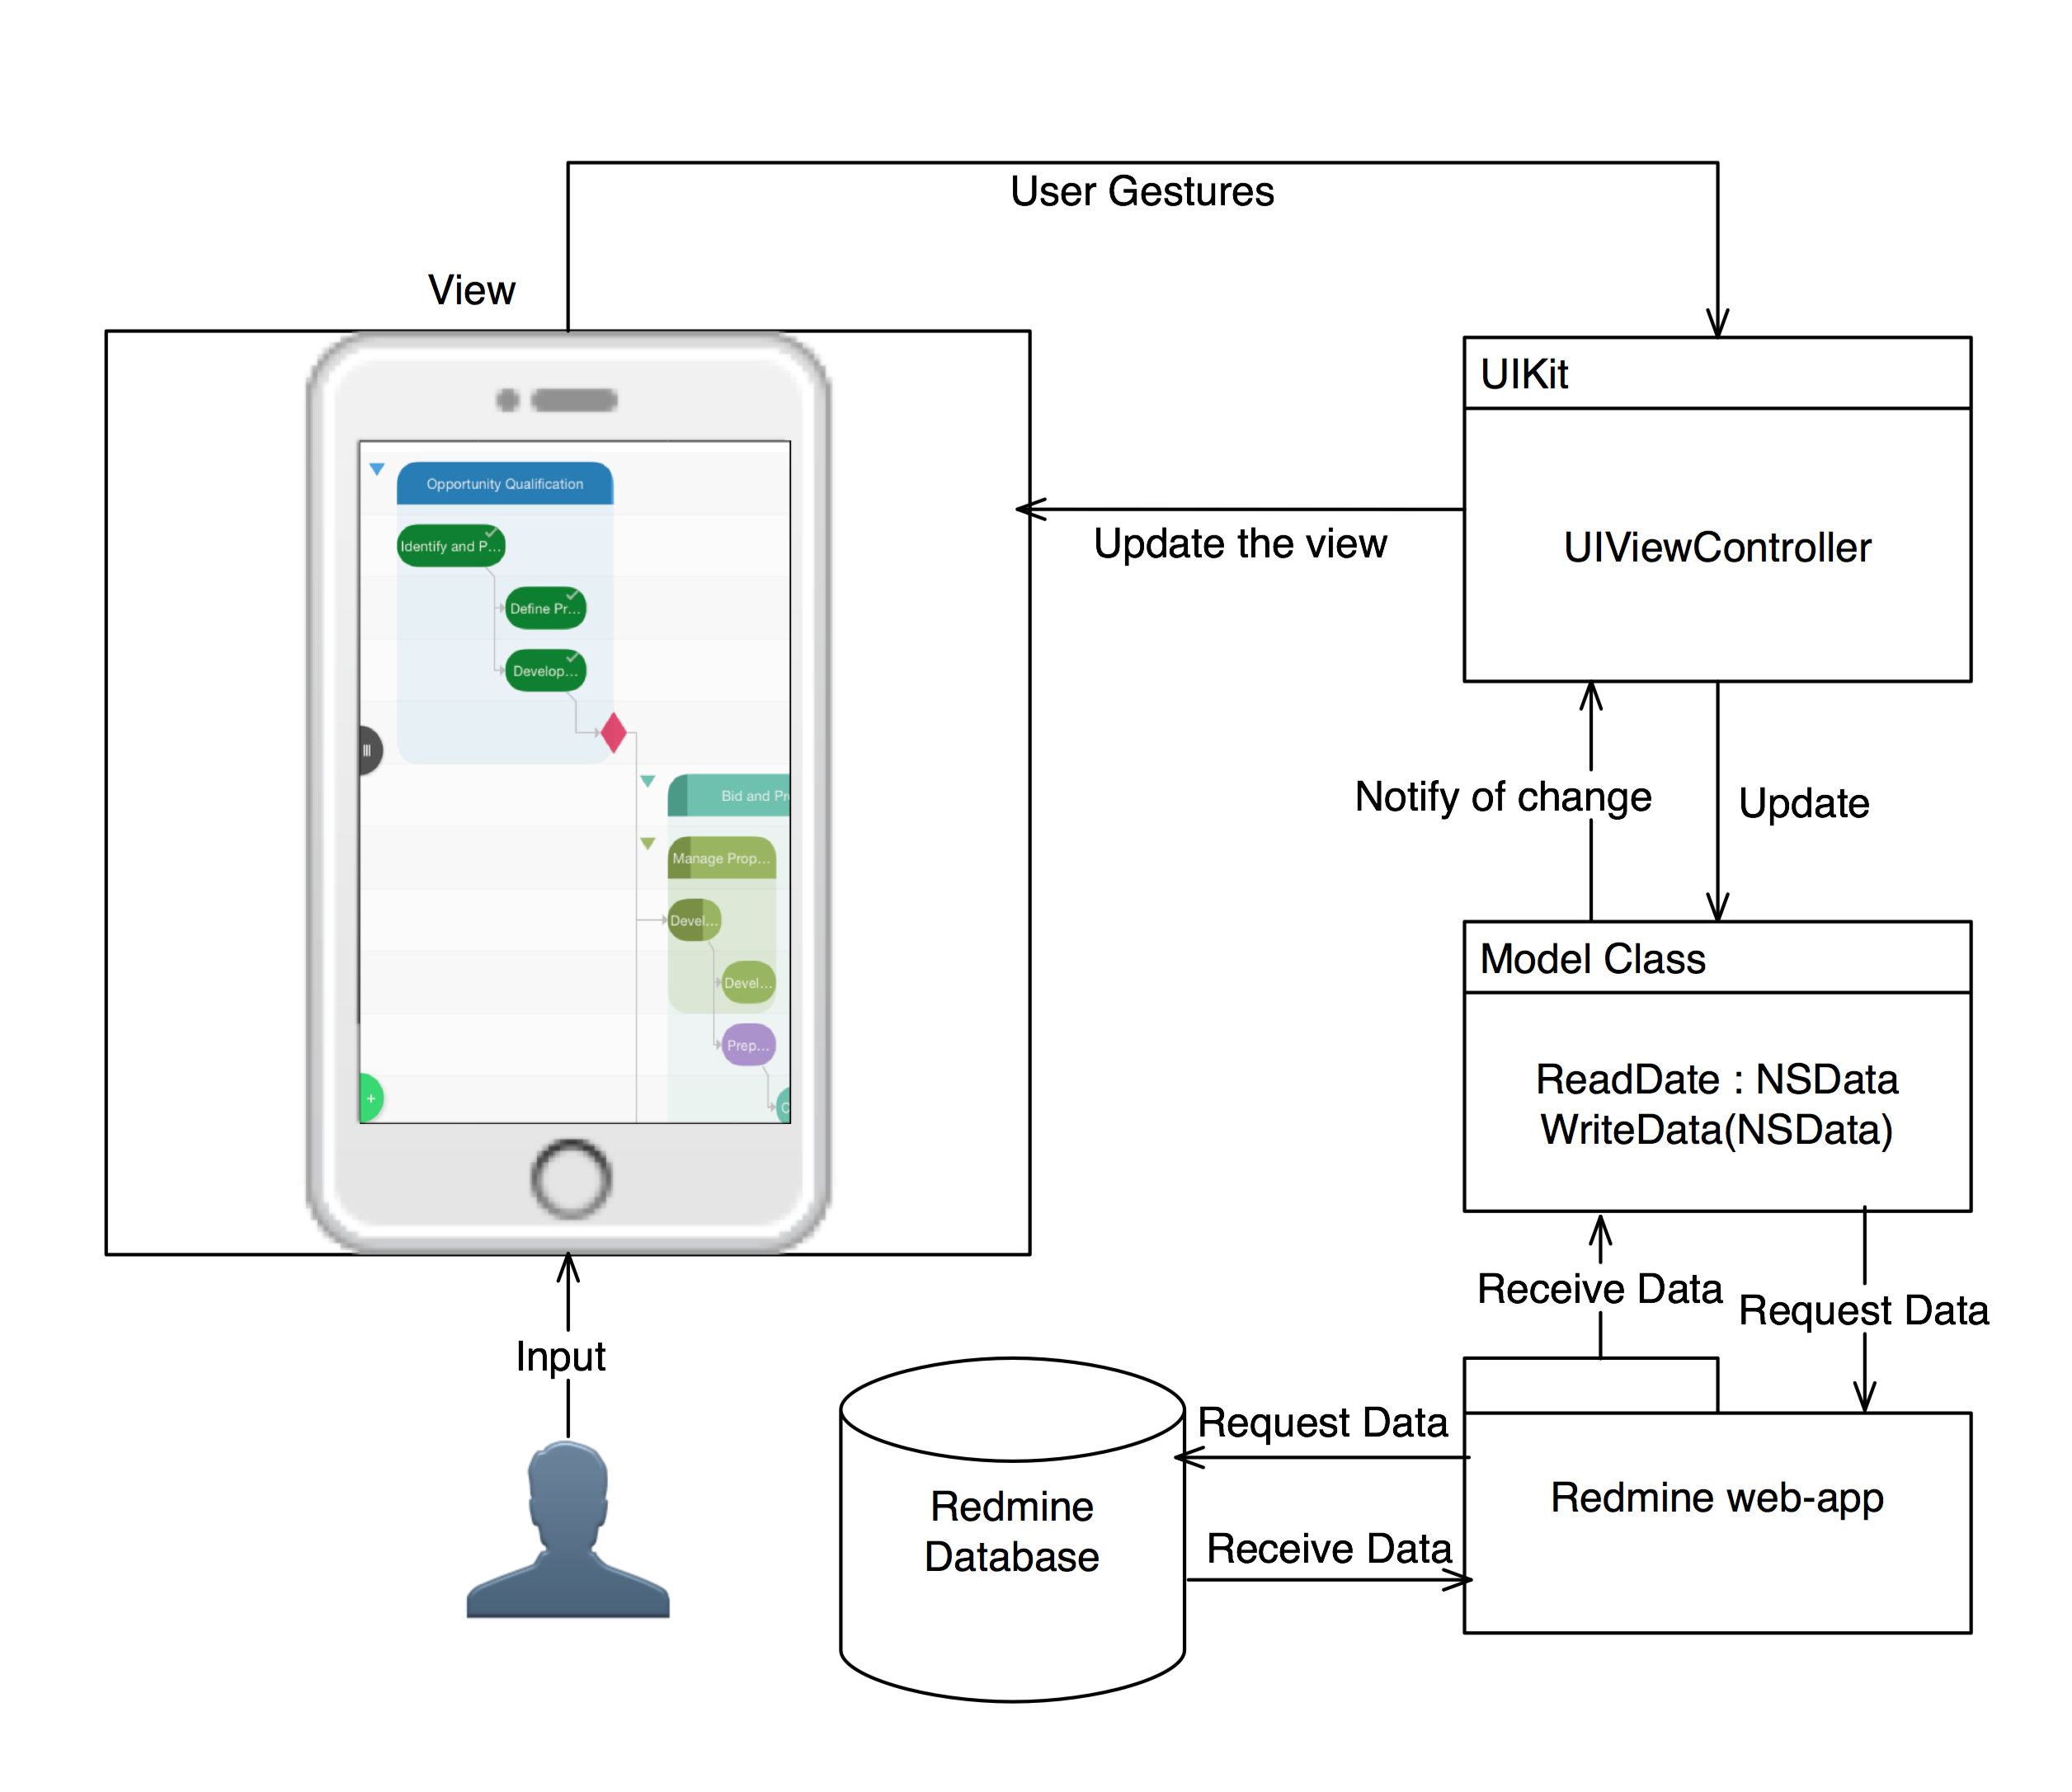 User Gestures
View
UIKit
UIViewController
Update the view
Opportunity Qualification
Identify and P...
Define Pr...
Develop...
Bid and Pr
Manage Prop...
Devel...
Devel...
Prep...
C
Notify of change
Update
Model Class
ReadDate : NSData
WriteData(NSData)
Receive Data
Request Data
Input
Request Data
Redmine
Database
Receive Data
Redmine web-app